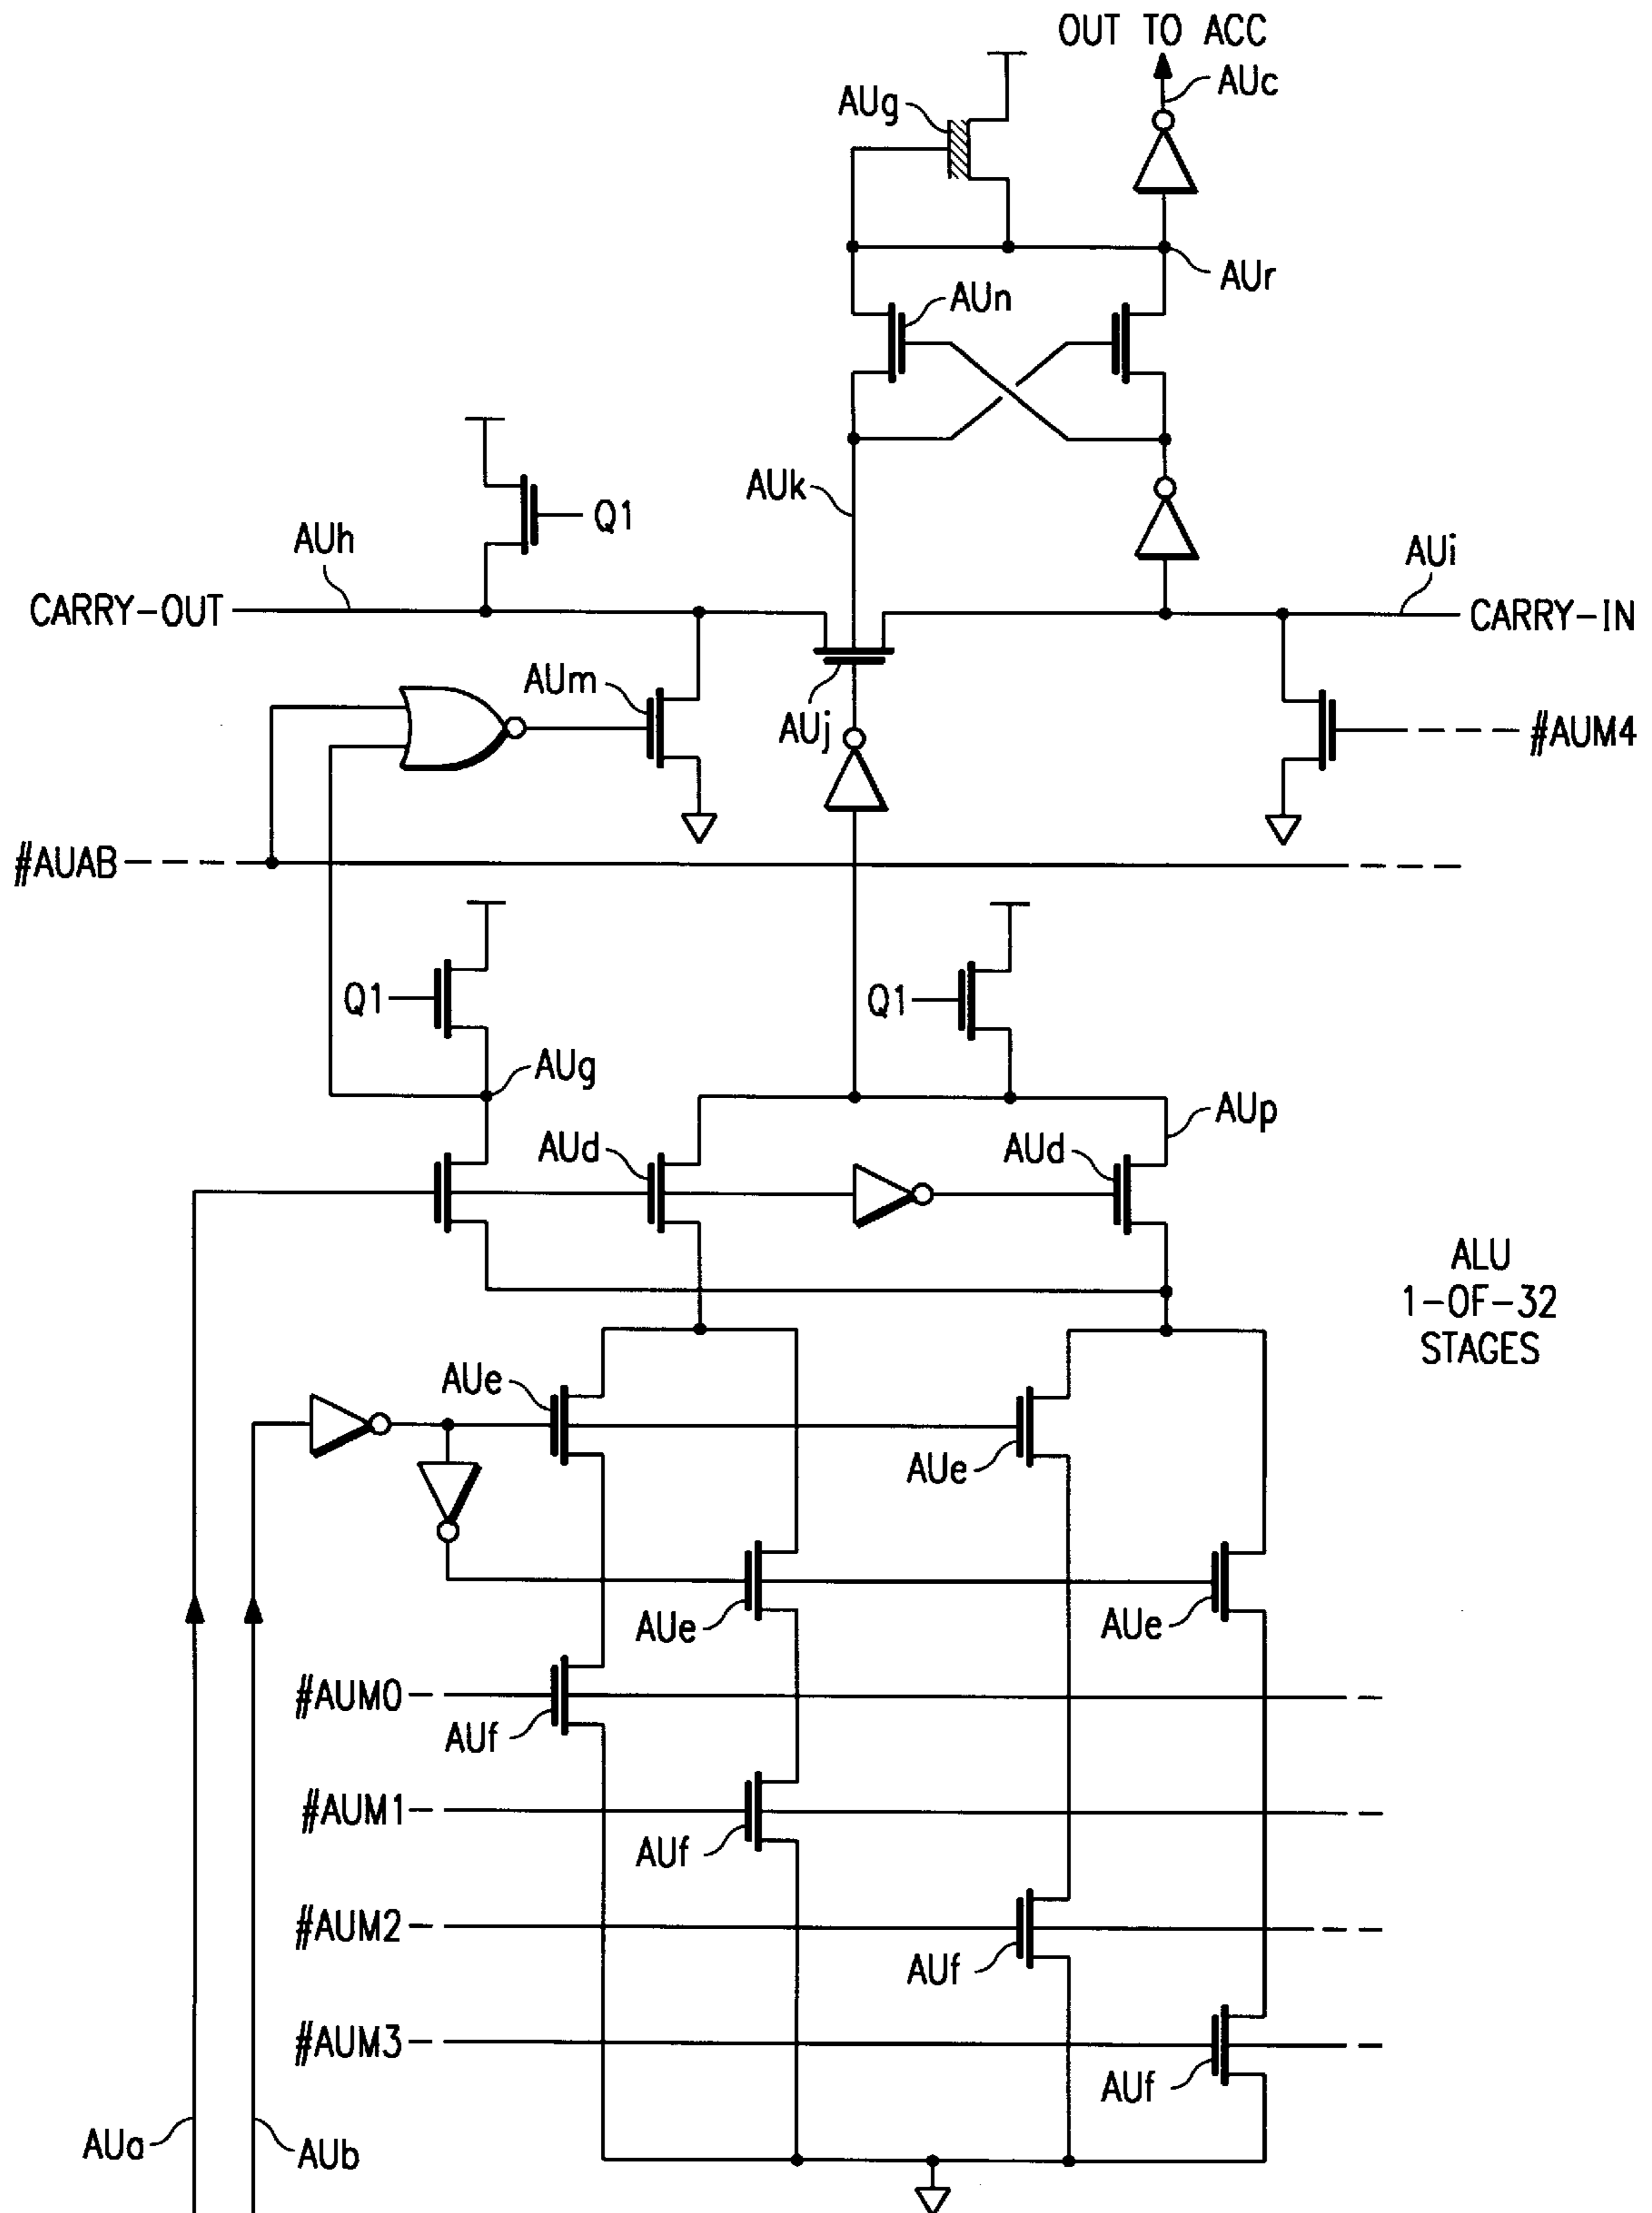 OUT TO ACC
AUc
AUg
AUr
AUn
AUk
Q1
AUh
AUi
CARRY-OUT
CARRY-IN
AUm
AUj
#AUM4
#AUAB
Q1
Q1
AUg
AUp
AUd
AUd
ALU
1-OF-32
STAGES
AUe
AUe
AUe
AUe
#AUM0
AUf
#AUM1
AUf
#AUM2
AUf
#AUM3
AUf
AUa
AUb